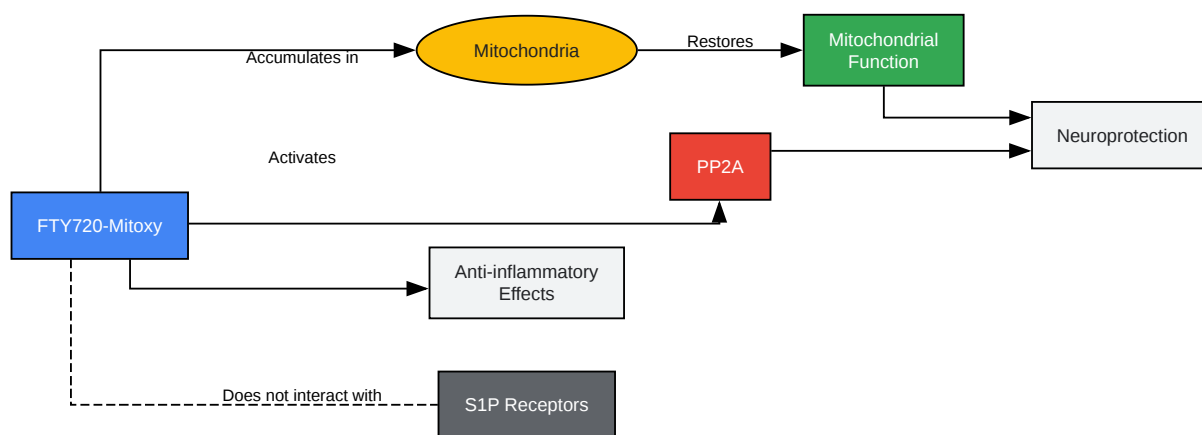 Accumulates in
Mitochondria
Restores
Mitochondrial
Function
Neuroprotection
Activates
PP2A
FTY720-Mitoxy
Anti-inflammatory
Effects
Does not interact with
S1P Receptors